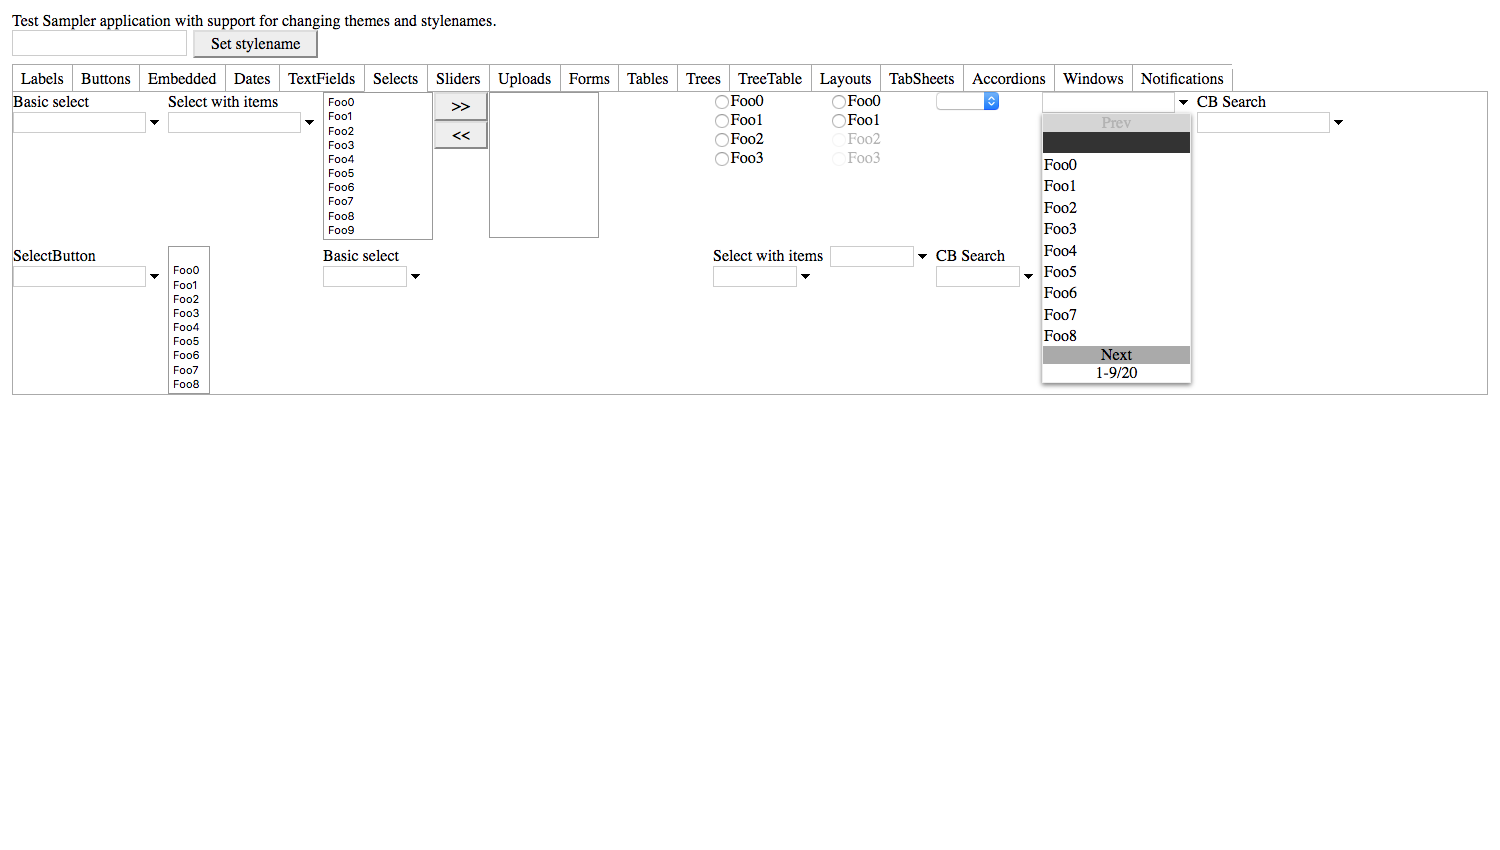 Test Sampler application with support for changing themes and stylenames.
Set stylename
Labels Buttons Embedded Dates TextFields Selects Sliders Uploads Forms Tables Trees TreeTable Layouts TabSheets Accordions Windows Notifications
Basic select
Select with items
Foo0
Foo1
Foo2
Foo3
Foo4
Foo5
Foo6
Foo7
Foo8
Foo9
>>
<<
Foo0
Foo1
Foo2
Foo3
Foo0
Foo1
Foo2
Foo3
Prev
Foo0
Foo1
Foo2
Foo3
Foo4
Foo5
Foo6
Foo7
Foo8
Next
1-9/20
CB Search
SelectButton
Foo0
Foo1
Foo2
Foo3
Foo4
Foo5
Foo6
Foo7
Foo8
Basic select
Select with items
CB Search